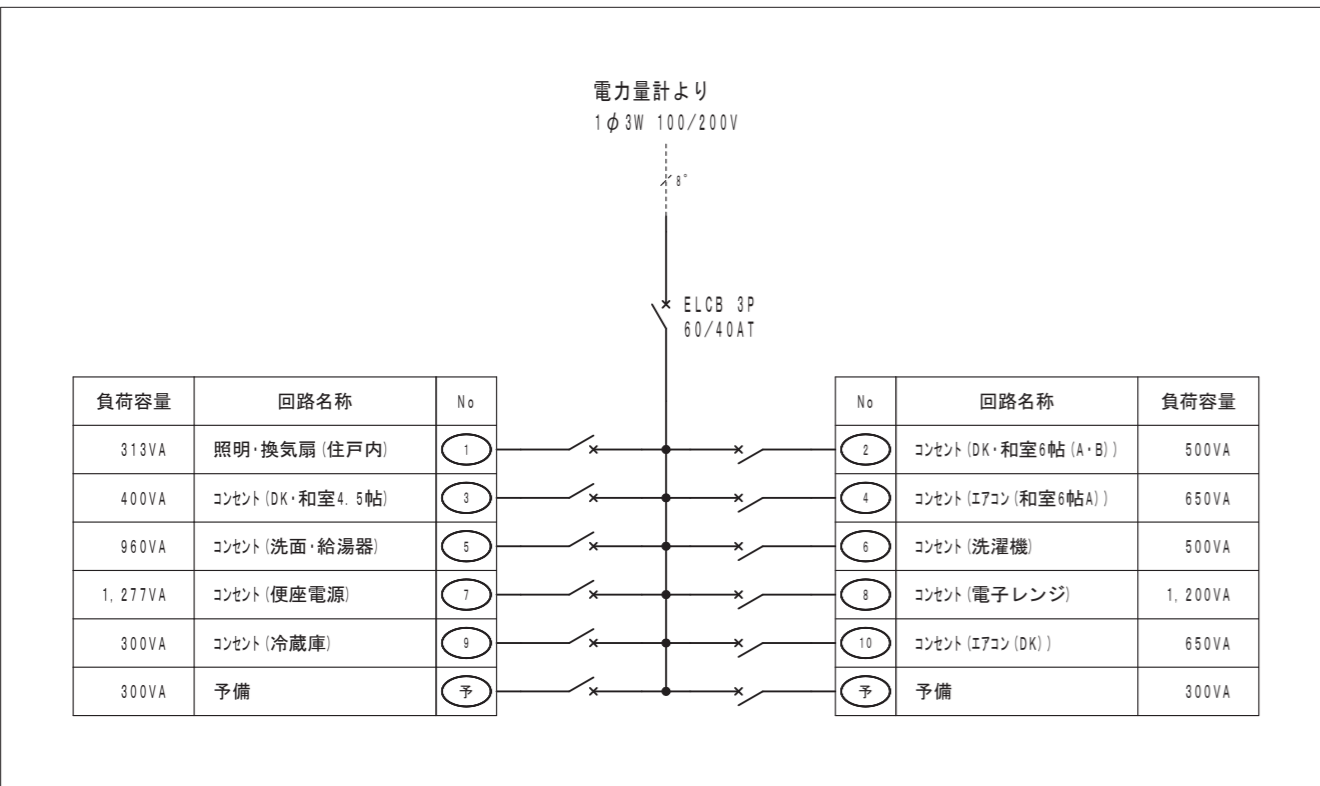 電力量計より
1φ3W 100/200V
8°
ELCB 3P
60/40AT
負荷容量 回路名称 No
313VA 照明・換気扇(住戸内) 1
400VA コンセント(DK・和室4.5帖) 3
960VA コンセント(洗面・給湯器) 5
1,277VA コンセント(便座電源) 7
300VA コンセント(冷蔵庫) 9
300VA 予備 予
No 回路名称 負荷容量
2 コンセント(DK・和室6帖(A・B)) 500VA
4 コンセント(エアコン(和室6帖A)) 650VA
6 コンセント(洗濯機) 500VA
8 コンセント(電子レンジ) 1,200VA
10 コンセント(エアコン(DK)) 650VA
予 予備 300VA